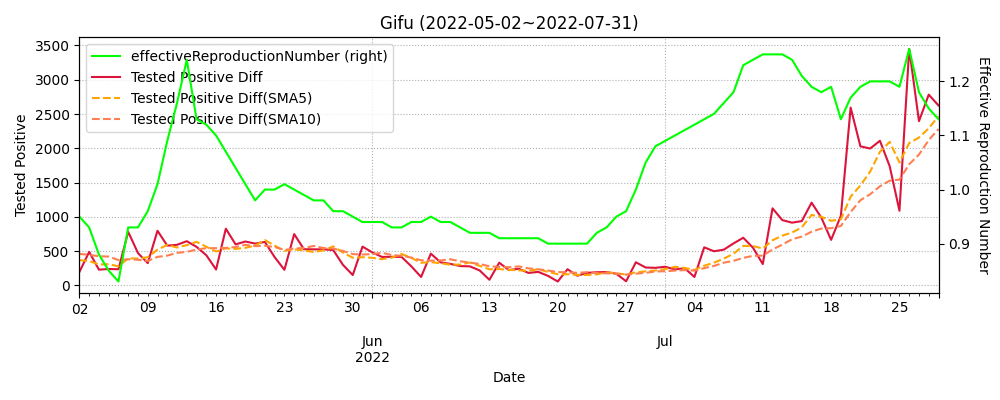 Gifu (2022-05-02~2022-07-31)
effectiveReproductionNumber (right)
Tested Positive Diff
Tested Positive Diff(SMA5)
Tested Positive Diff(SMA10)
Tested Positive
3500
3000
2500
2000
1500
1000
500
0
1.2
1.1
1.0
0.9
Effective Reproduction Number
02 09 16 23 30 06 13 20 27 04 11 18 25
Jun Jul
2022
Date